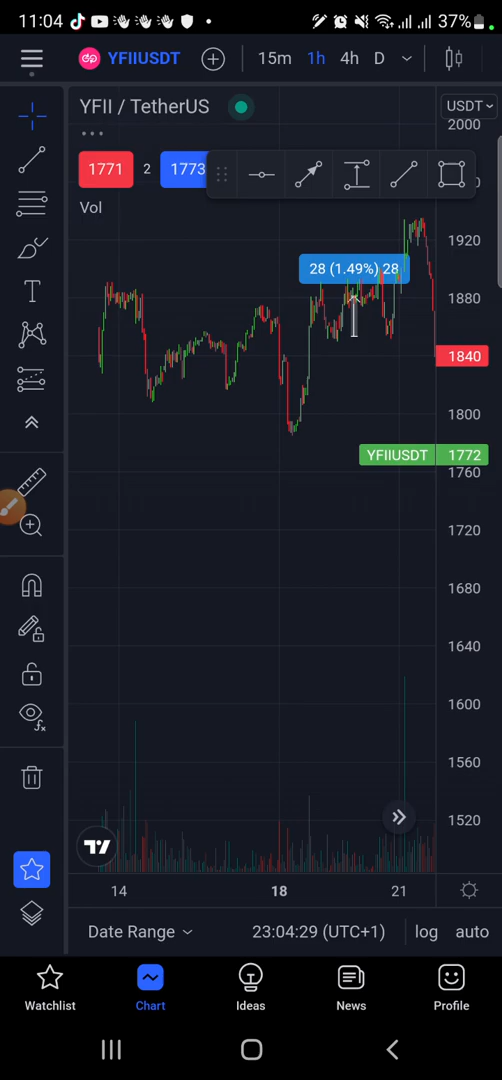 11:04 37%
YFIIUSDT 15m 1h 4h D
YFII / TetherUS USDT
2000
1771 2 1773
Vol
1920
28 (1.49%) 28
1880
1840
1800
YFIIUSDT 1772
1760
1720
1680
1640
1600
1560
1520
14 18 21
Date Range 23:04:29 (UTC+1) log auto
Watchlist Chart Ideas News Profile